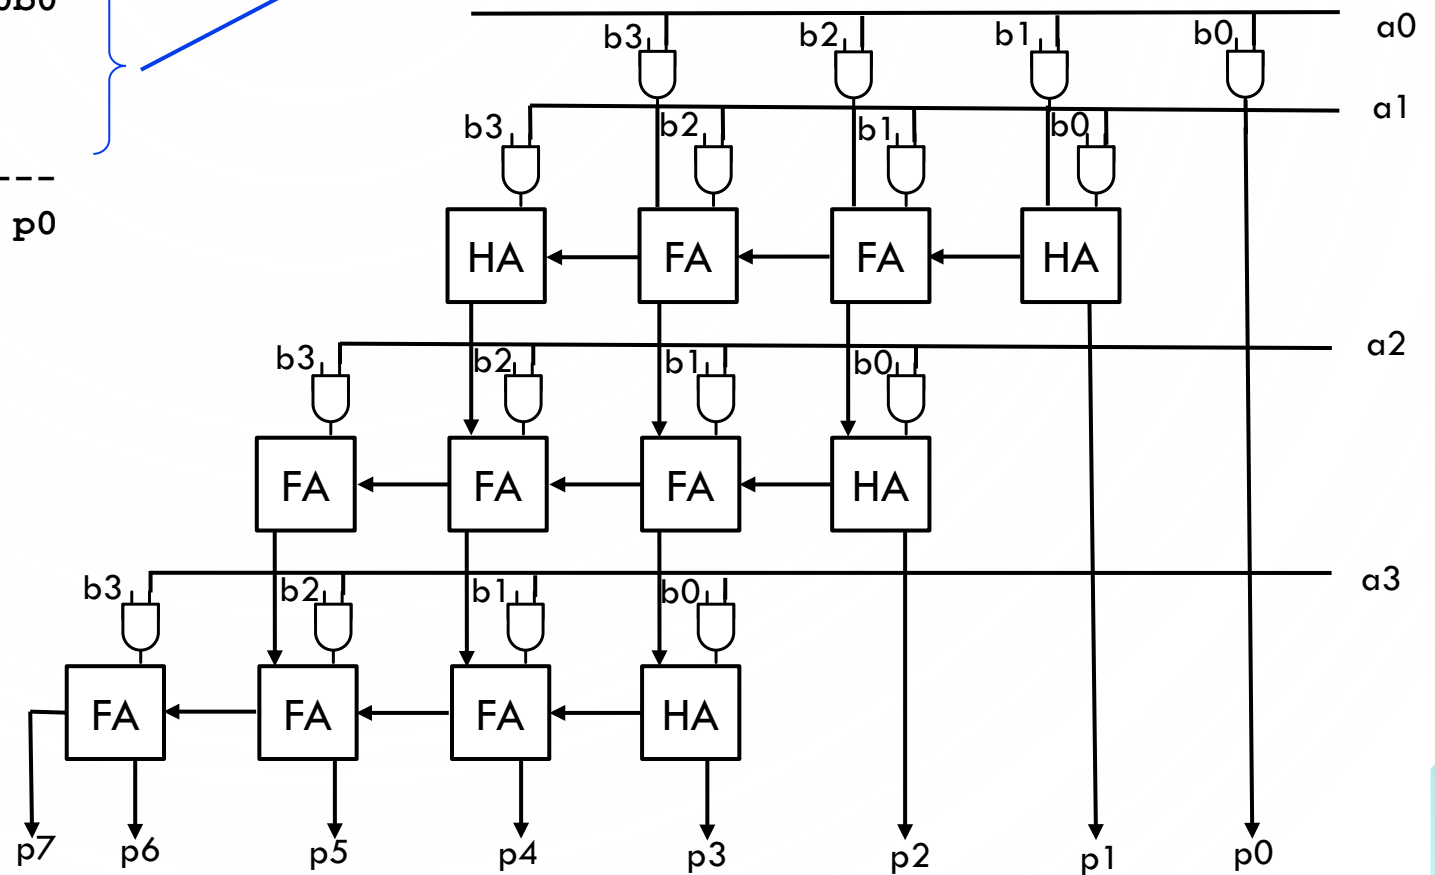 b3 b2 b1 b0 a0
a1
b3 b2 b1 b0
---
p0
HA FA FA HA
a2
b3 b2 b1 b0
FA FA FA HA
a3
b3 b2 b1 b0
FA FA FA HA
p7 p6 p5 p4 p3 p2 p1 p0